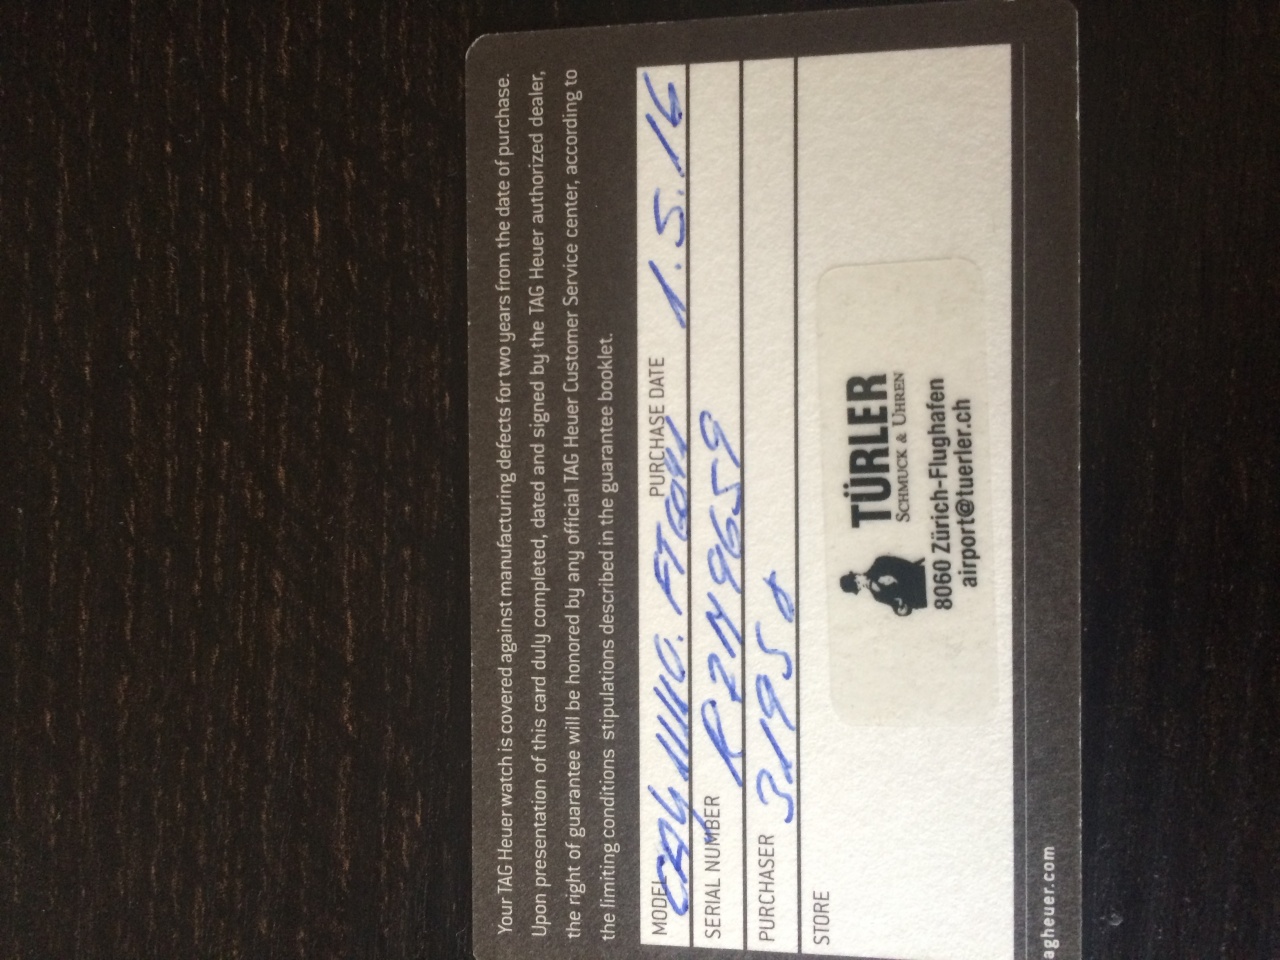 Your TAG Heuer watch is covered against manufacturing defects for two years from the date of purchase.
Upon presentation of this card duly completed, dated and signed by the TAG Heuer authorized dealer,
the right of guarantee will be honored by any official TAG Heuer Customer Service center, according to
the limiting conditions stipulations described in the guarantee booklet.
MODEL PURCHASE DATE 1.5.16
SERIAL NUMBER
PURCHASER
STORE
TÜRLER
SCHMUCK & UHREN
8060 Zürich-Flughafen
airport@tuerler.ch
agheuer.com